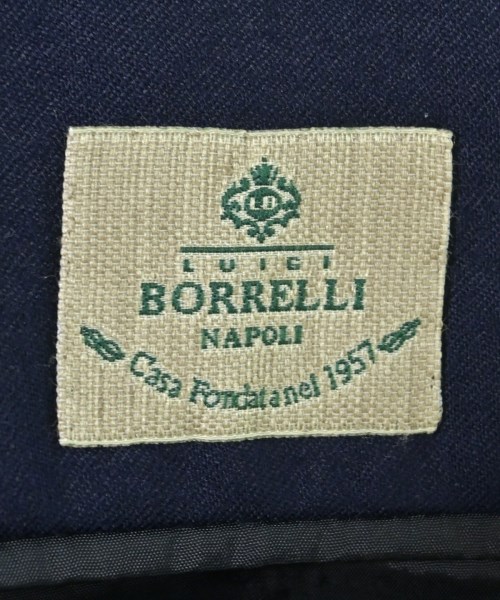 LB
LUIGI
BORRELLI
NAPOLI
Casa Fondata nel 1957